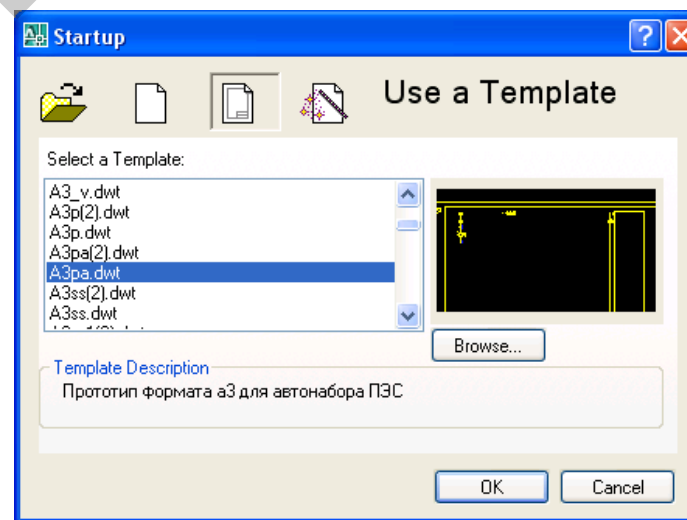 Startup
Use a Template
Select a Template:
A3_v.dwt
A3p(2).dwt
A3p.dwt
A3pa(2).dwt
A3pa.dwt
A3ss(2).dwt
A3ss.dwt
Browse...
Template Description
Прототип формата а3 для автонабора ПЭС
OK
Cancel